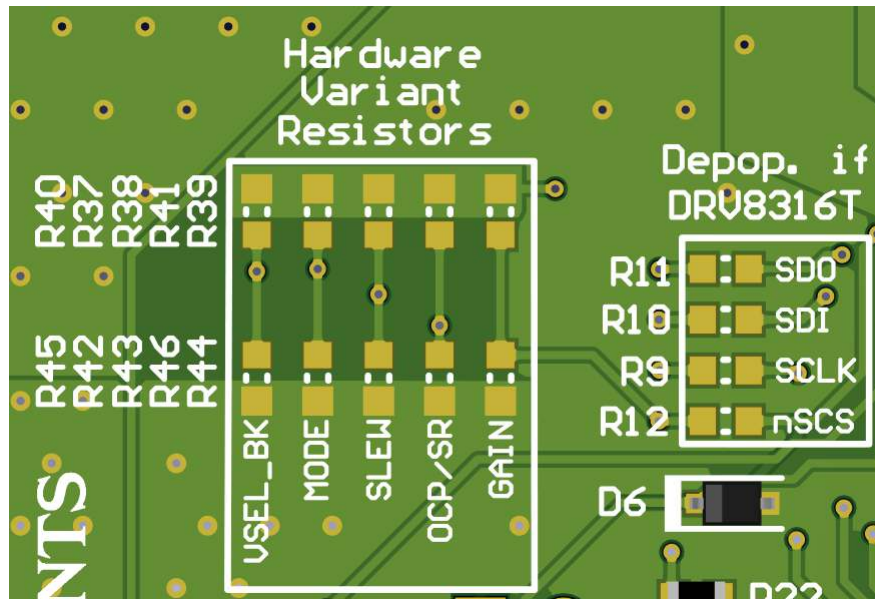 Hardware
Variant
Resistors
R40
R37
R38
R41
R39
R45
R42
R43
R46
R44
VSEL_BK
MODE
SLEW
OCP/SR
GAIN
Depop. if
DRV8316T
R11 SDO
R10 SDI
R9 SCLK
R12 nSCS
D6
NTS